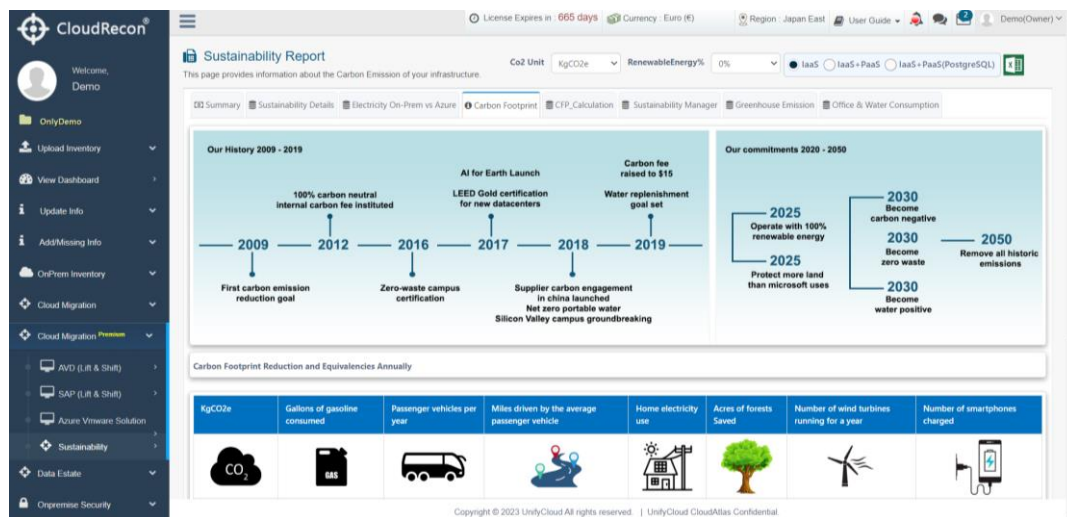 CloudRecon®
License Expires in : 665 days
Currency : Euro (€)
Region : Japan East
User Guide
2
Demo(Owner)
Welcome,
Demo
OnlyDemo
Upload Inventory
View Dashboard
Update Info
Add/Missing Info
OnPrem Inventory
Cloud Migration
Cloud Migration Premium
AVD (Lift & Shift)
SAP (Lift & Shift)
Azure Vmware Solution
Sustainability
Data Estate
Onpremise Security
Sustainability Report
This page provides information about the Carbon Emission of your infrastructure.
Co2 Unit
KgCO2e
RenewableEnergy%
0%
IaaS
IaaS+PaaS
IaaS+PaaS(PostgreSQL)
Summary
Sustainability Details
Electricity On-Prem vs Azure
Carbon Footprint
CFP_Calculation
Sustainability Manager
Greenhouse Emission
Office & Water Consumption
Our History 2009 - 2019
100% carbon neutral
internal carbon fee instituted
AI for Earth Launch
LEED Gold certification
for new datacenters
Carbon fee
raised to $15
Water replenishment
goal set
2009
2012
2016
2017
2018
2019
First carbon emission
reduction goal
Zero-waste campus
certification
Supplier carbon engagement
in china launched
Net zero portable water
Silicon Valley campus groundbreaking
Our commitments 2020 - 2050
2025
Operate with 100%
renewable energy
2025
Protect more land
than microsoft uses
2030
Become
carbon negative
2030
Become
zero waste
2030
Become
water positive
2050
Remove all historic
emissions
Carbon Footprint Reduction and Equivalencies Annually
KgCO2e
Gallons of gasoline
consumed
Passenger vehicles per
year
Miles driven by the average
passenger vehicle
Home electricity
use
Acres of forests
Saved
Number of wind turbines
running for a year
Number of smartphones
charged
CO2
GAS
Copyright © 2023 UnifyCloud All rights reserved. | UnifyCloud CloudAtlas Confidential.